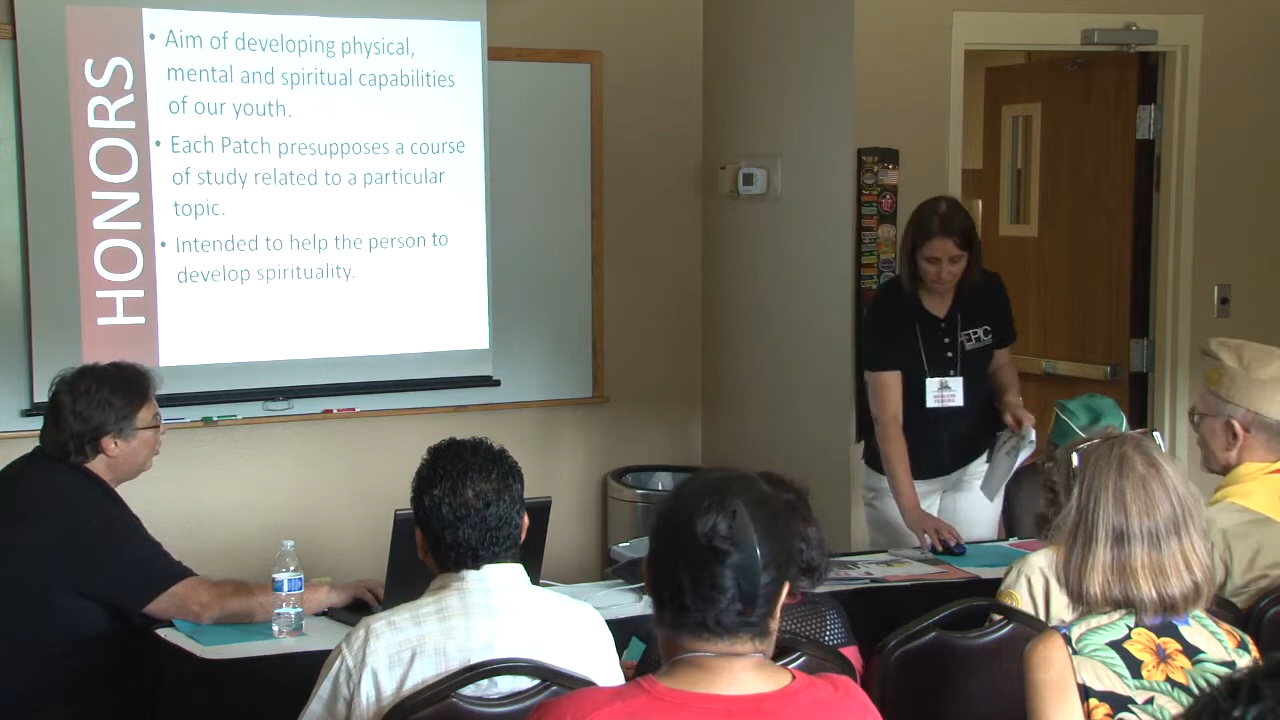 HONORS
• Aim of developing physical,
mental and spiritual capabilities
of our youth.
• Each Patch presupposes a course
of study related to a particular
topic.
• Intended to help the person to
develop spirituality.
EPIC